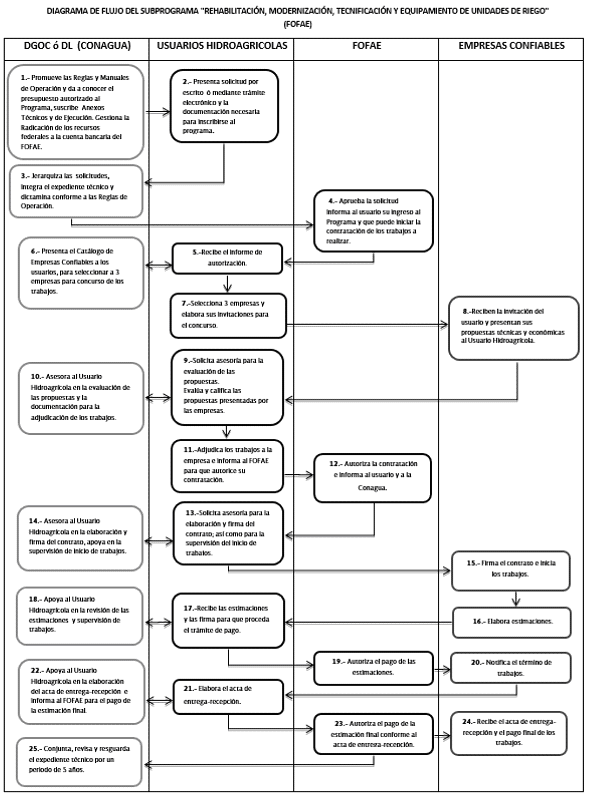 DIAGRAMA DE FLUJO DEL SUBPROGRAMA "REHABILITACIÓN, MODERNIZACIÓN, TECNIFICACIÓN Y EQUIPAMIENTO DE UNIDADES DE RIEGO"
(FOFAE)
DGOC ó DL (CONAGUA)
USUARIOS HIDROAGRICOLAS
FOFAE
EMPRESAS CONFIABLES
1.- Promueve las Reglas y Manuales
de Operación y da a conocer el
presupuesto autorizado al
Programa, suscribe Anexos
Técnicos y de Ejecución. Gestiona la
Radicación de los recursos
federales a la cuenta bancaria del
FOFAE.
2.- Presenta solicitud por
escrito ó mediante trámite
electrónico y la
documentación necesaria
para inscribirse al
programa.
3.- Jerarquiza las solicitudes,
integra el expediente técnico y
dictamina conforme a las Reglas de
Operación.
4.- Aprueba la solicitud
Informa al usuario su ingreso al
Programa y que puede iniciar la
contratación de los trabajos a
realizar.
5.-Recibe el informe de
autorización.
6.- Presenta el Catálogo de
Empresas Confiables a los
usuarios, para seleccionar a 3
empresas para concurso de los
trabajos.
7.-Selecciona 3 empresas y
elabora sus invitaciones para
el concurso.
8.-Reciben la invitación del
usuario y presentan sus
propuestas técnicas y económicas
al Usuario Hidroagrícola.
9.-Solicita asesoría para la
evaluación de las
propuestas.
Evalúa y califica las
propuestas presentadas por
las empresas.
10.- Asesora al Usuario
Hidroagrícola en la evaluación de
las propuestas y la
documentación para la
adjudicación de los trabajos.
11.-Adjudica los trabajos a la
empresa e informa al FOFAE
para que autorice su
contratación.
12.- Autoriza la contratación
e informa al usuario y a la
Conagua.
13.-Solicita asesoría para la
elaboración y firma del
contrato; así como para la
supervisión del inicio de
trabajos.
14.- Asesora al Usuario
Hidroagrícola en la elaboración y
firma del contrato, apoya en la
supervisión de inicio de trabajos.
15.- Firma el contrato e inicia
los trabajos.
16.- Elabora estimaciones.
17.-Recibe las estimaciones
y las firma para que proceda
el trámite de pago.
18.- Apoya al Usuario
Hidroagrícola en la revisión de las
estimaciones y supervisión de
trabajos.
19.- Autoriza el pago de las
estimaciones.
20.- Notifica el término de
trabajos.
21.- Elabora el acta de
entrega-recepción.
22.- Apoya al Usuario
Hidroagrícola en la elaboración
del acta de entrega-recepción e
informa al FOFAE para el pago de
la estimación final.
23.- Autoriza el pago de la
estimación final conforme al
acta de entrega-recepción.
24.- Recibe el acta de entrega-
recepción y el pago final de los
trabajos.
25.- Conjunta, revisa y resguarda
el expediente técnico por un
periodo de 5 años.